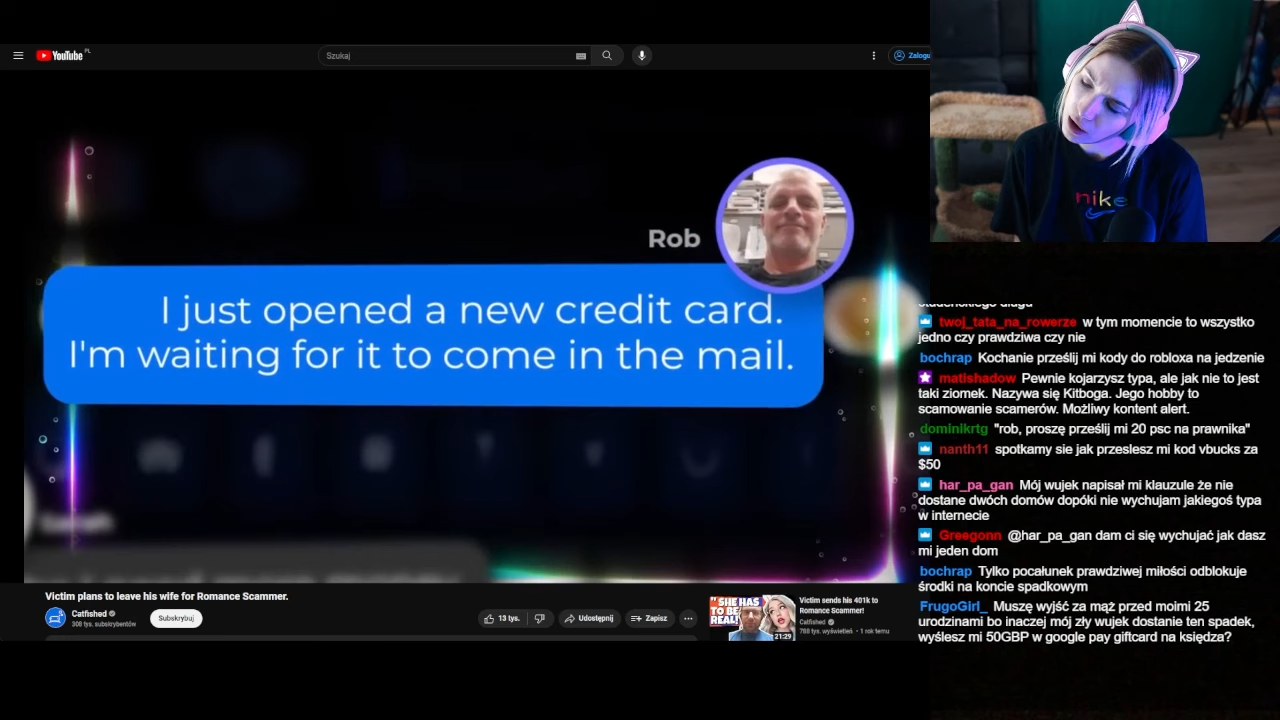 YouTube PL
Szukaj
Zalogu
Rob
I just opened a new credit card.
I'm waiting for it to come in the mail.
Victim plans to leave his wife for Romance Scammer.
Catfished
308 tys. subskrybentów
Subskrybuj
13 tys.
Udostępnij
Zapisz
"SHE HAS
TO BE
REAL!"
21:29
Victim sends his 401k to
Romance Scammer!
Catfished
768 tys. wyświetleń • 1 rok temu
nike
studenckiego długu
twoj_tata_na_rowerze w tym momencie to wszystko
jedno czy prawdziwa czy nie
bochrap Kochanie prześlij mi kody do robloxa na jedzenie
matishadow Pewnie kojarzysz typa, ale jak nie to jest
taki ziomek. Nazywa się Kitboga. Jego hobby to
scamowanie scamerów. Możliwy kontent alert.
dominikrtg "rob, proszę prześlij mi 20 psc na prawnika"
nanth11 spotkamy sie jak przeslesz mi kod vbucks za
$50
har_pa_gan Mój wujek napisał mi klauzule że nie
dostane dwóch domów dopóki nie wychujam jakiegoś typa
w internecie
Greegonn @har_pa_gan dam ci się wychujać jak dasz
mi jeden dom
bochrap Tylko pocałunek prawdziwej miłości odblokuje
środki na koncie spadkowym
FrugoGirl_ Muszę wyjść za mąż przed moimi 25
urodzinami bo inaczej mój zły wujek dostanie ten spadek,
wyślesz mi 50GBP w google pay giftcard na księdza?